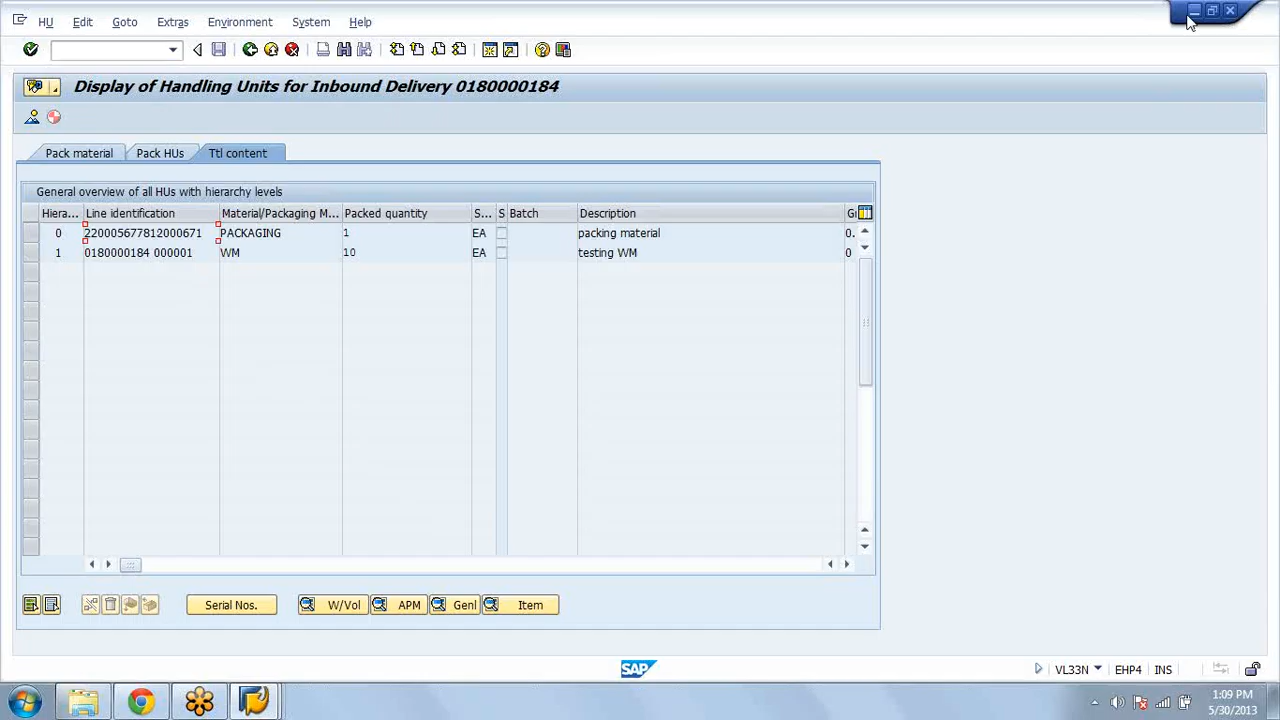 HU Edit Goto Extras Environment System Help
Display of Handling Units for Inbound Delivery 0180000184
Pack material Pack HUs Ttl content
General overview of all HUs with hierarchy levels
Hiera... Line identification Material/Packaging M... Packed quantity S... S Batch Description Gr
0 220005677812000671 PACKAGING 1 EA packing material 0.
1 0180000184 000001 WM 10 EA testing WM 0
Serial Nos. W/Vol APM Genl Item
SAP VL33N EHP4 INS
1:09 PM
5/30/2013